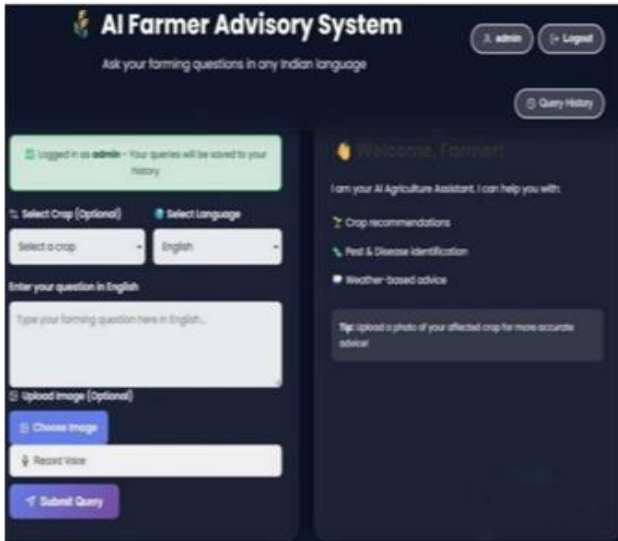 AI Farmer Advisory System
Ask your farming questions in any Indian language
admin
Logout
Query History
Logged in as admin - Your queries will be saved to your
history
Select Crop (Optional)
Select Language
Select a crop
English
Enter your question in English
Type your farming question here in English...
Upload Image (Optional)
Choose Image
Record Voice
Submit Query
Welcome, Farmer!
I am your AI Agriculture Assistant. I can help you with:
Crop recommendations
Pest & Disease identification
Weather-based advice
Tip: Upload a photo of your affected crop for more accurate
advice!